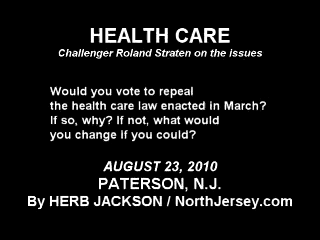 HEALTH CARE
Challenger Roland Straten on the issues
Would you vote to repeal
the health care law enacted in March?
If so, why? If not, what would
you change if you could?
AUGUST 23, 2010
PATERSON, N.J.
By HERB JACKSON / NorthJersey.com